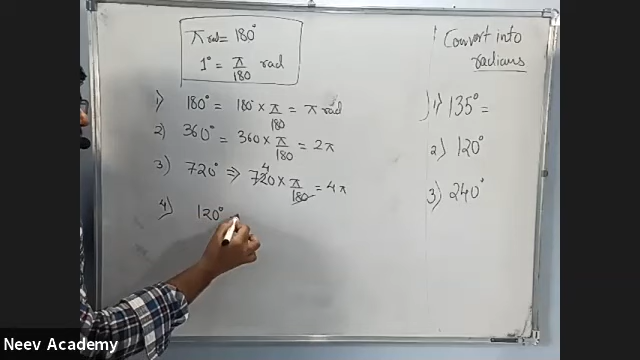 π rad = 180°
1° = π/180 rad
1) 180° = 180° × π/180 = π rad
2) 360° = 360 × π/180 = 2π
3) 720° ⇒ 720 × π/180 = 4π
4
4) 120°
Convert into
radians
1) 135° =
2) 120°
3) 240°
Neev Academy